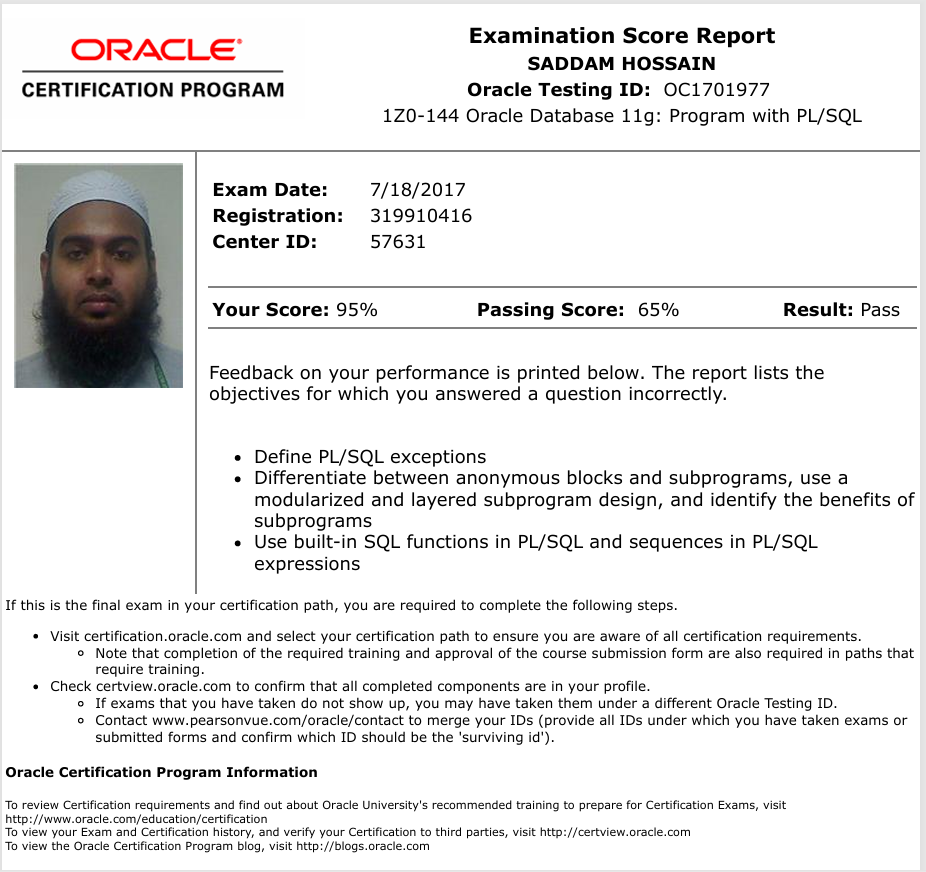 ORACLE
CERTIFICATION PROGRAM
Examination Score Report
SADDAM HOSSAIN
Oracle Testing ID: OC1701977
1Z0-144 Oracle Database 11g: Program with PL/SQL
Exam Date: 7/18/2017
Registration: 319910416
Center ID: 57631
Your Score: 95% Passing Score: 65% Result: Pass
Feedback on your performance is printed below. The report lists the
objectives for which you answered a question incorrectly.
• Define PL/SQL exceptions
• Differentiate between anonymous blocks and subprograms, use a
modularized and layered subprogram design, and identify the benefits of
subprograms
• Use built-in SQL functions in PL/SQL and sequences in PL/SQL
expressions
If this is the final exam in your certification path, you are required to complete the following steps.
• Visit certification.oracle.com and select your certification path to ensure you are aware of all certification requirements.
◦ Note that completion of the required training and approval of the course submission form are also required in paths that
require training.
• Check certview.oracle.com to confirm that all completed components are in your profile.
◦ If exams that you have taken do not show up, you may have taken them under a different Oracle Testing ID.
◦ Contact www.pearsonvue.com/oracle/contact to merge your IDs (provide all IDs under which you have taken exams or
submitted forms and confirm which ID should be the 'surviving id').
Oracle Certification Program Information
To review Certification requirements and find out about Oracle University's recommended training to prepare for Certification Exams, visit
http://www.oracle.com/education/certification
To view your Exam and Certification history, and verify your Certification to third parties, visit http://certview.oracle.com
To view the Oracle Certification Program blog, visit http://blogs.oracle.com